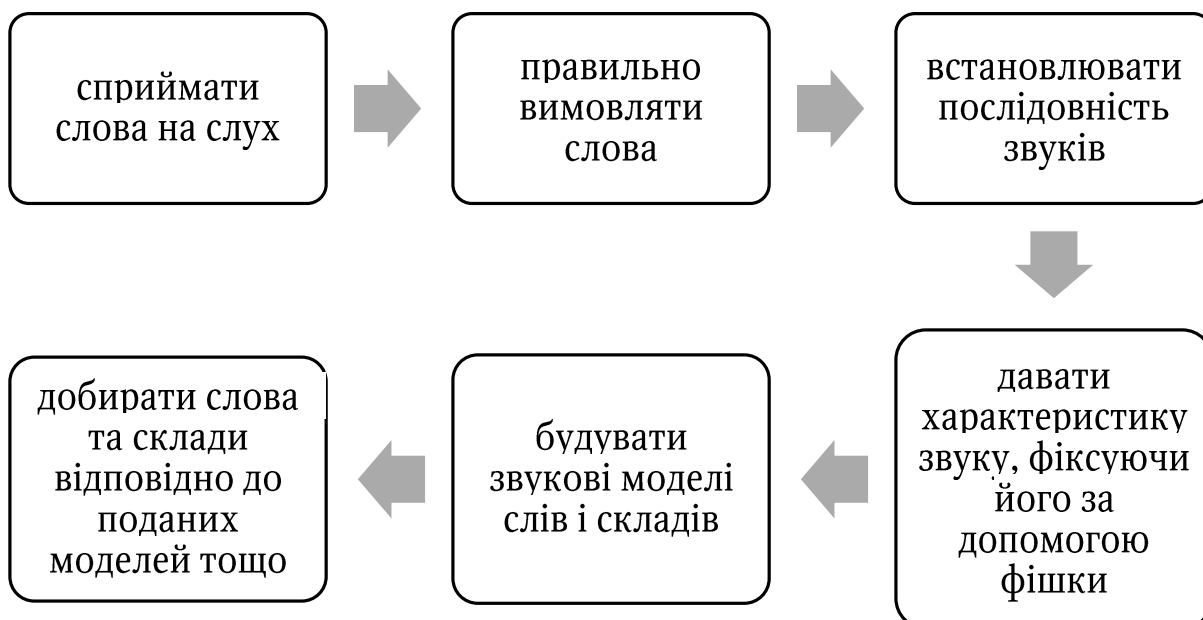 сприймати
слова на слух
правильно
вимовляти
слова
встановлювати
послідовність
звуків
давати
характеристику
звуку, фіксуючи
його за
допомогою
фішки
будувати
звукові моделі
слів і складів
добирати слова
та склади
відповідно до
поданих
моделей тощо